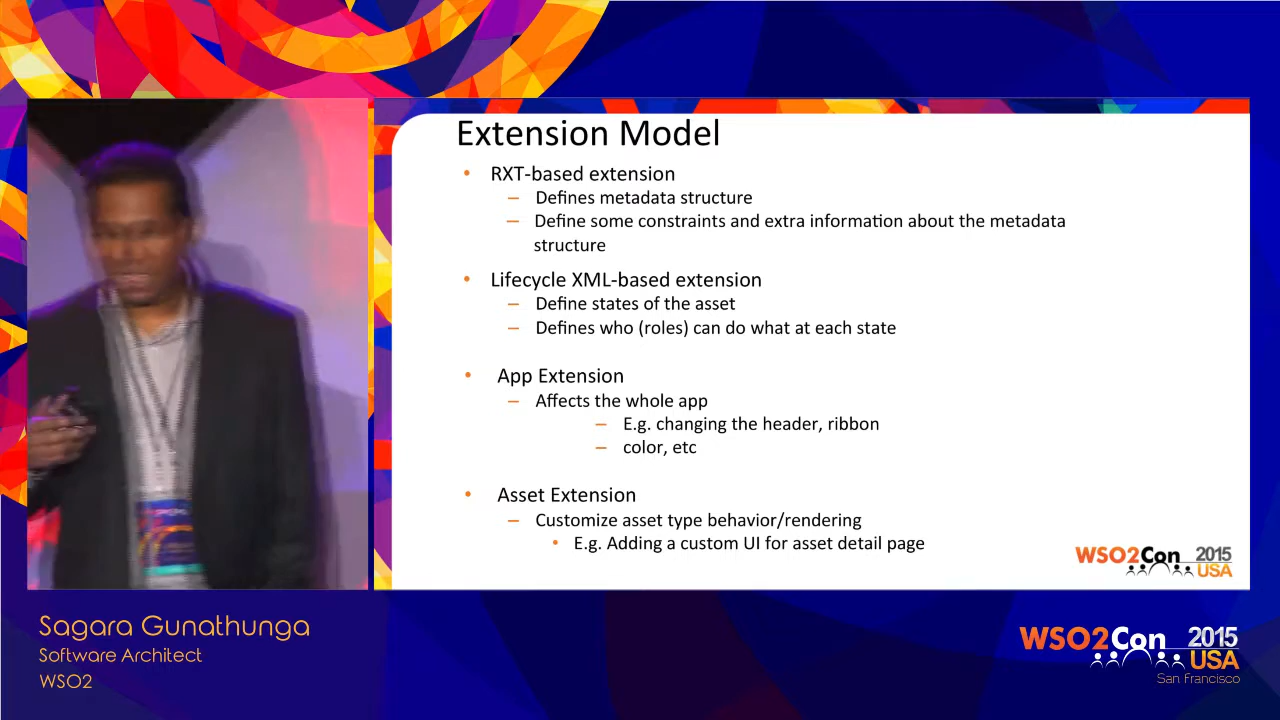 Extension Model
• RXT-based extension
– Defines metadata structure
– Define some constraints and extra information about the metadata
structure
• Lifecycle XML-based extension
– Define states of the asset
– Defines who (roles) can do what at each state
• App Extension
– Affects the whole app
– E.g. changing the header, ribbon
– color, etc
• Asset Extension
– Customize asset type behavior/rendering
• E.g. Adding a custom UI for asset detail page
WSO2Con 2015
USA
Sagara Gunathunga
Software Architect
WSO2
WSO2Con 2015
USA
San Francisco